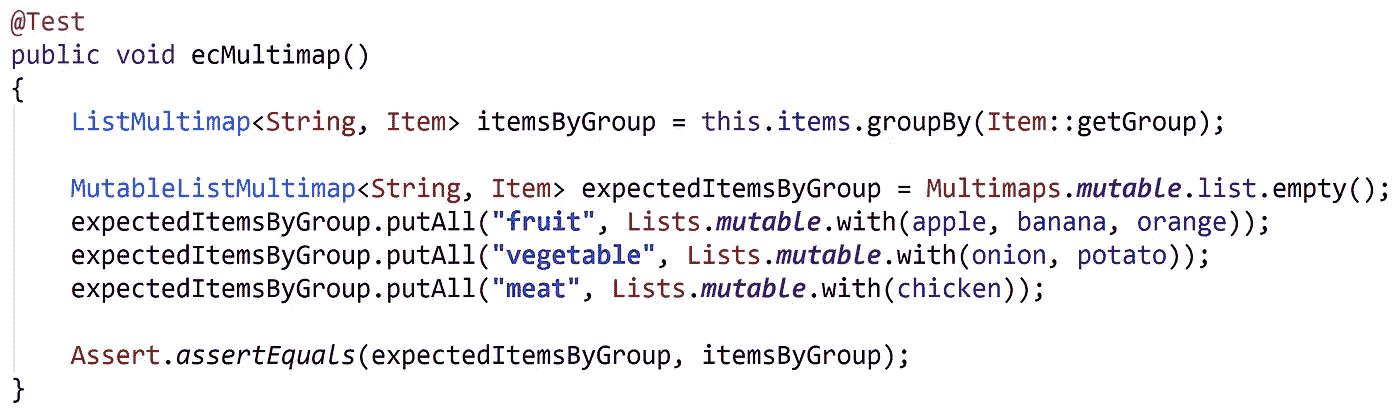 @Test
public void ecMultimap()
{
    ListMultimap<String, Item> itemsByGroup = this.items.groupBy(Item::getGroup);
    MutableListMultimap<String, Item> expectedItemsByGroup = Multimaps.mutable.list.empty();
    expectedItemsByGroup.putAll("fruit", Lists.mutable.with(apple, banana, orange));
    expectedItemsByGroup.putAll("vegetable", Lists.mutable.with(onion, potato));
    expectedItemsByGroup.putAll("meat", Lists.mutable.with(chicken));
    Assert.assertEquals(expectedItemsByGroup, itemsByGroup);
}